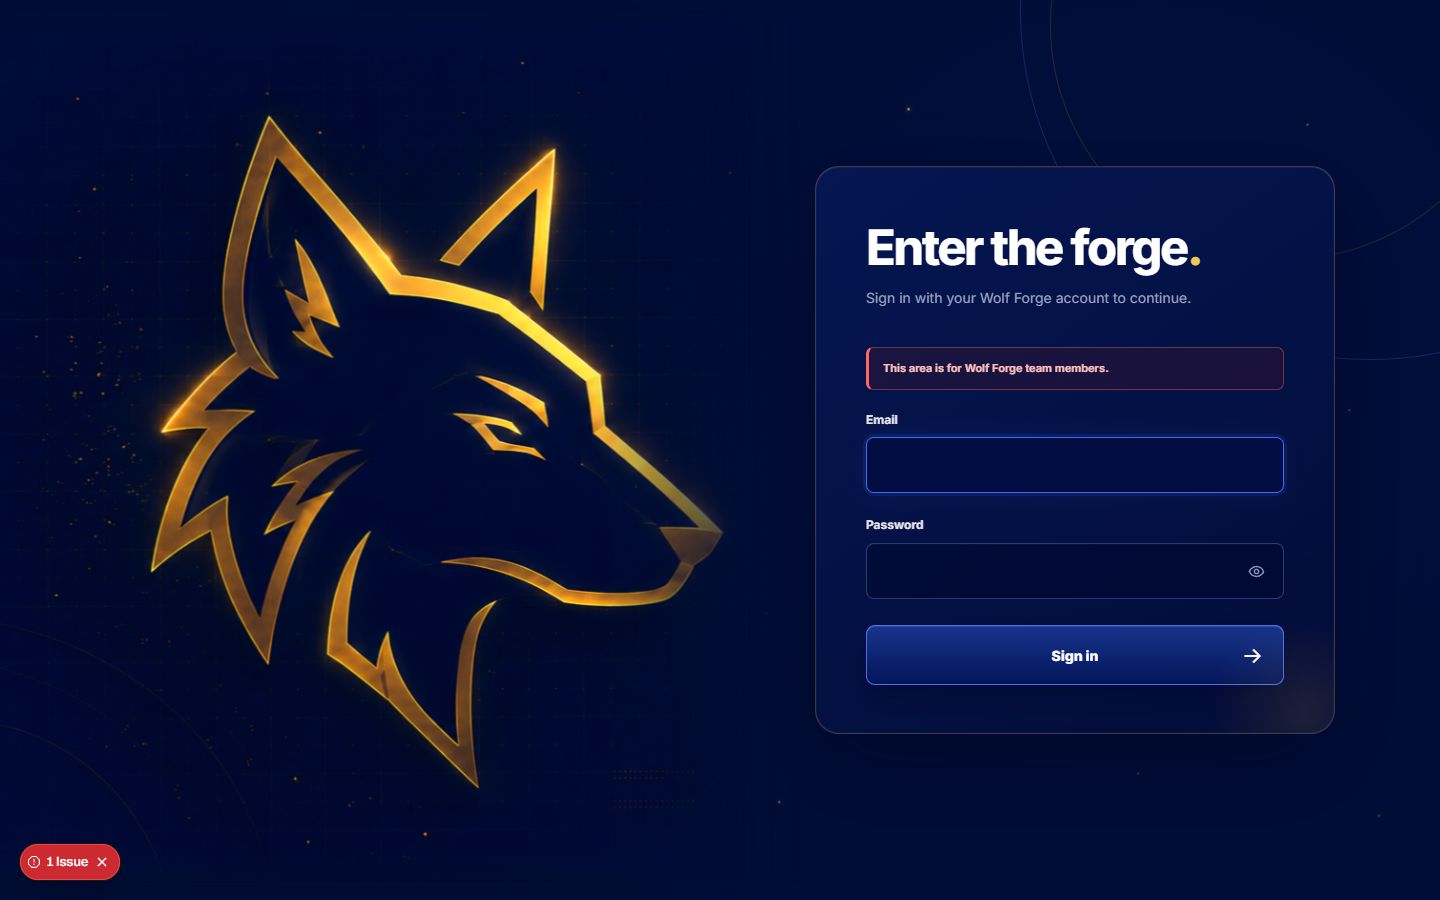 Enter the forge.
Sign in with your Wolf Forge account to continue.
This area is for Wolf Forge team members.
Email
Password
Sign in
1 Issue